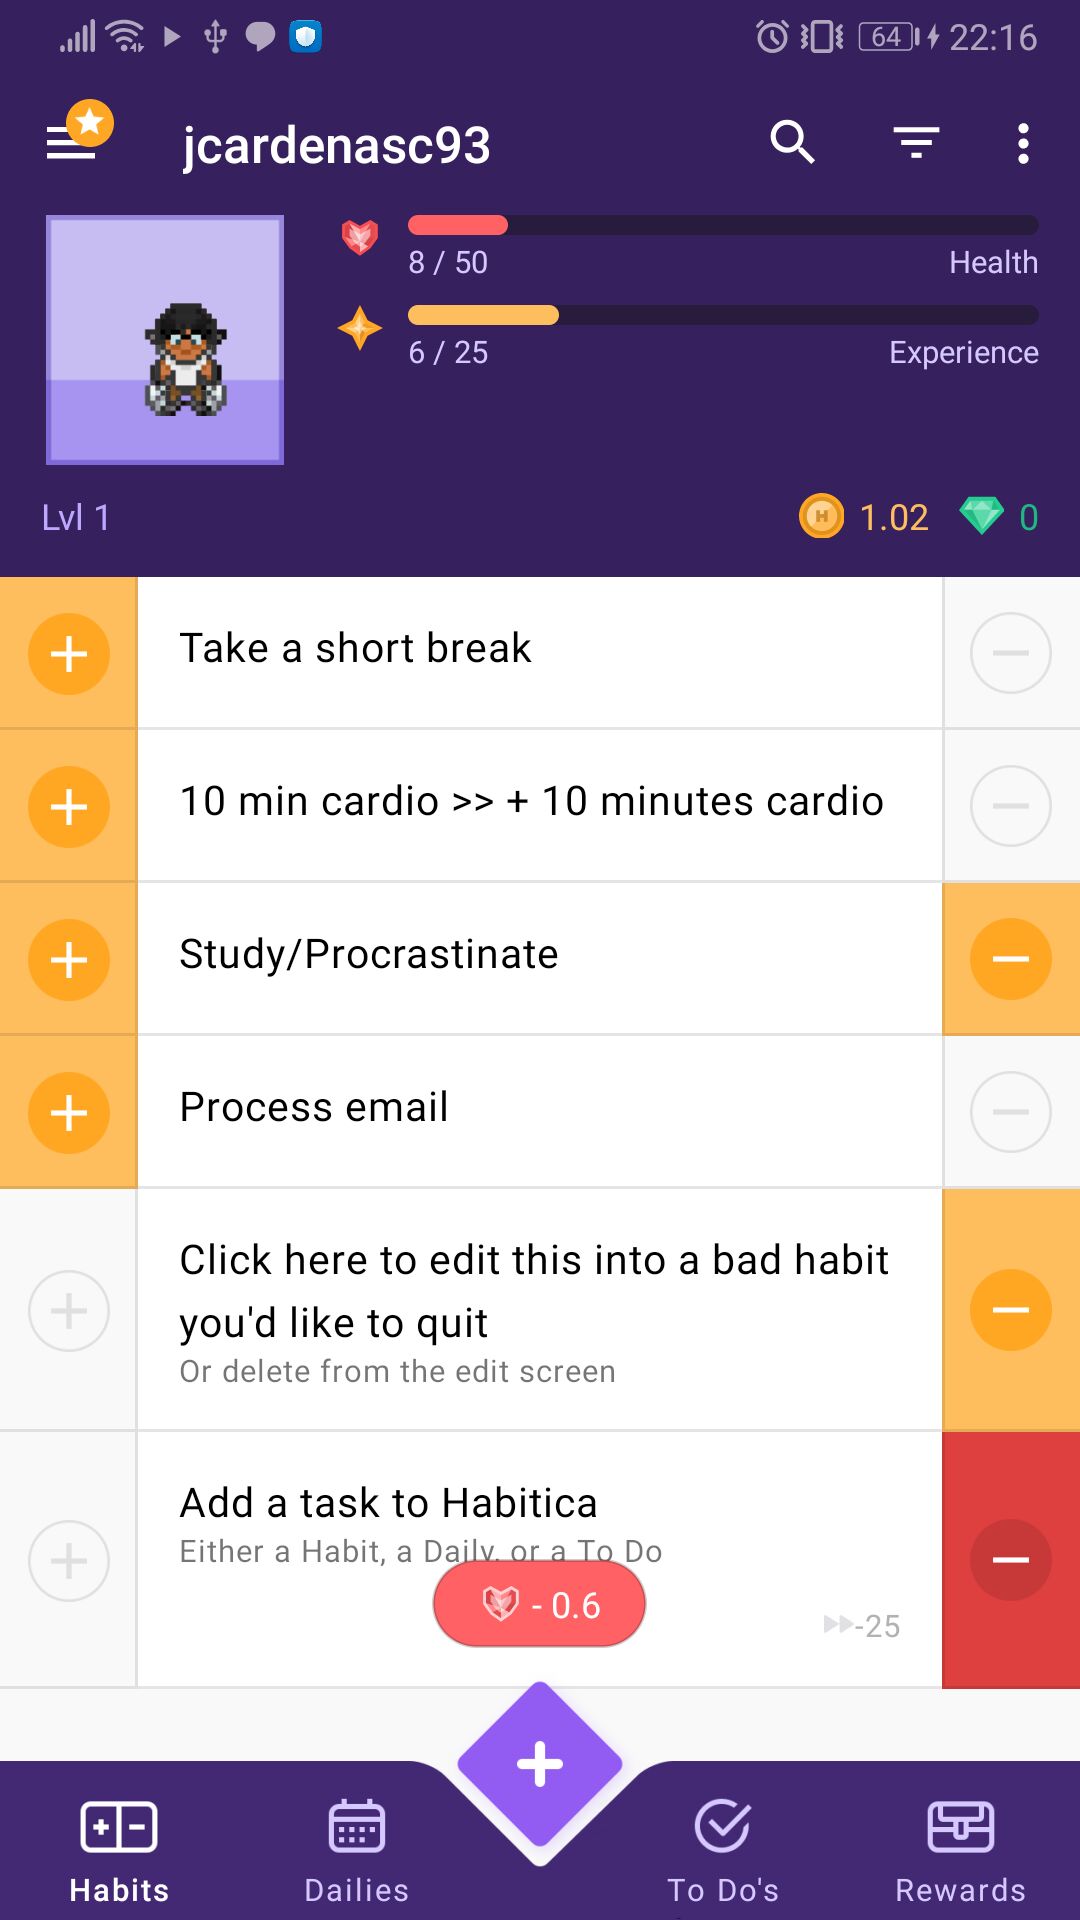 64 22:16
jcardenasc93
8 / 50 Health
6 / 25 Experience
Lvl 1 1.02 0
Take a short break
10 min cardio >> + 10 minutes cardio
Study/Procrastinate
Process email
Click here to edit this into a bad habit
you'd like to quit
Or delete from the edit screen
Add a task to Habitica
Either a Habit, a Daily, or a To Do
- 0.6
-25
Habits Dailies To Do's Rewards